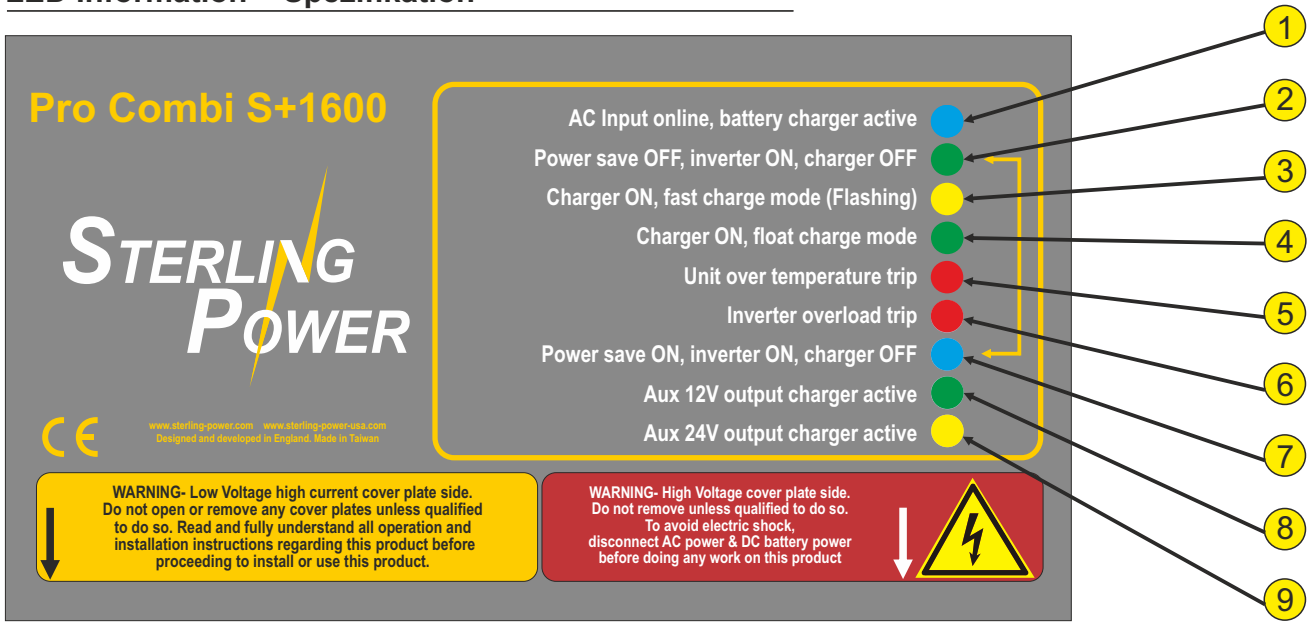 LED Information - Spezifikation
Pro Combi S+1600
STERLING
POWER
www.sterling-power.com www.sterling-power-usa.com
Designed and developed in England. Made in Taiwan
AC Input online, battery charger active
Power save OFF, inverter ON, charger OFF
Charger ON, fast charge mode (Flashing)
Charger ON, float charge mode
Unit over temperature trip
Inverter overload trip
Power save ON, inverter ON, charger OFF
Aux 12V output charger active
Aux 24V output charger active
1
2
3
4
5
6
7
8
9
CE
WARNING- Low Voltage high current cover plate side.
Do not open or remove any cover plates unless qualified
to do so. Read and fully understand all operation and
installation instructions regarding this product before
proceeding to install or use this product.
WARNING- High Voltage cover plate side.
Do not remove unless qualified to do so.
To avoid electric shock,
disconnect AC power & DC battery power
before doing any work on this product